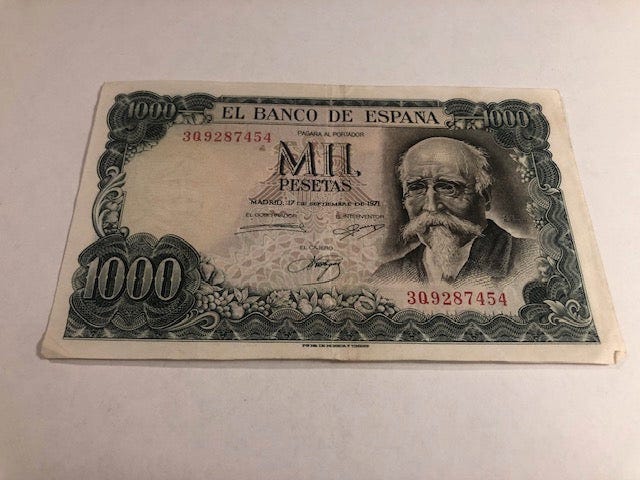 1000 EL BANCO DE ESPAÑA 1000
3Q9287454 PAGARA AL PORTADOR
MIL
PESETAS
MADRID, 17 DE SEPTIEMBRE DE 1971
EL GOBERNADOR EL INTERVENTOR
EL CAJERO
1000
3Q9287454